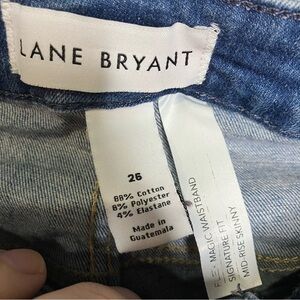 LANE BRYANT
26
88% Cotton
8% Polyester
4% Elastane
Made in
Guatemala
MAGIC WAISTBAND
SIGNATURE FIT
MID-RISE SKINNY